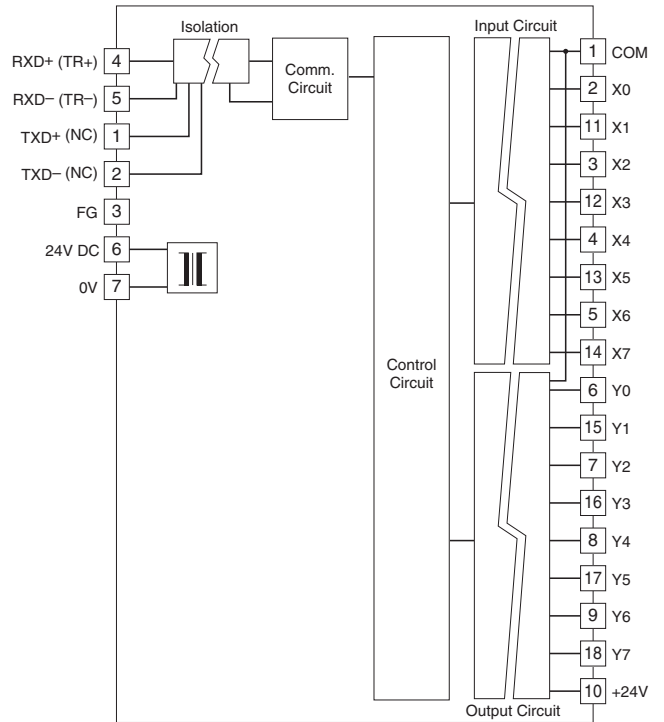 Isolation
RXD+ (TR+) 4
RXD– (TR–) 5
TXD+ (NC) 1
TXD– (NC) 2
FG 3
24V DC 6
0V 7
Comm.
Circuit
Control
Circuit
Input Circuit
1 COM
2 X0
11 X1
3 X2
12 X3
4 X4
13 X5
5 X6
14 X7
6 Y0
15 Y1
7 Y2
16 Y3
8 Y4
17 Y5
9 Y6
18 Y7
10 +24V
Output Circuit